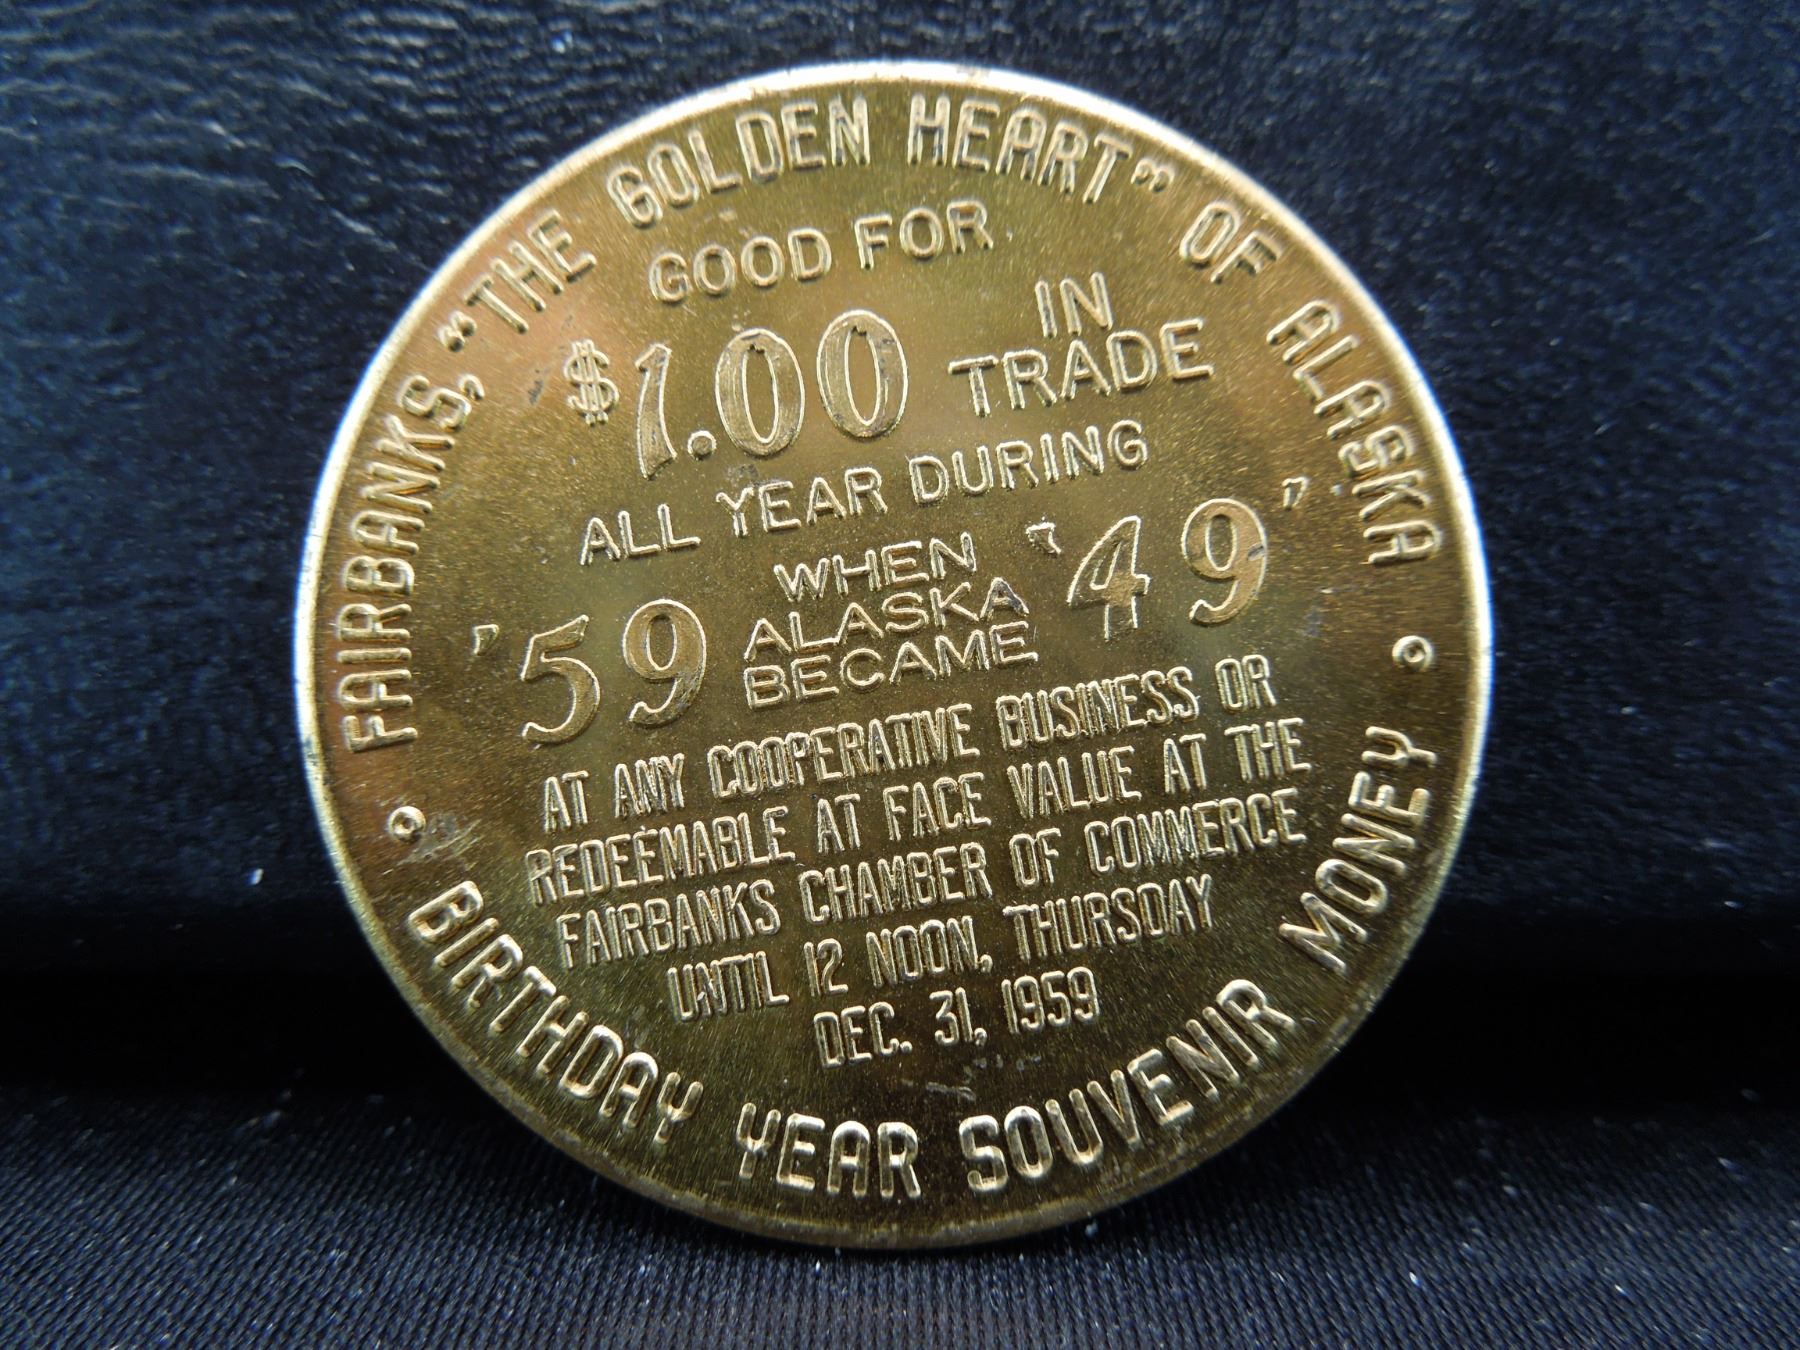 FAIRBANKS, "THE GOLDEN HEART" OF ALASKA
GOOD FOR
$1.00 IN TRADE
ALL YEAR DURING
'59 WHEN ALASKA BECAME '49'
AT ANY COOPERATIVE BUSINESS OR
REDEEMABLE AT FACE VALUE AT THE
FAIRBANKS CHAMBER OF COMMERCE
UNTIL 12 NOON, THURSDAY
DEC. 31, 1959
BIRTHDAY YEAR SOUVENIR MONEY